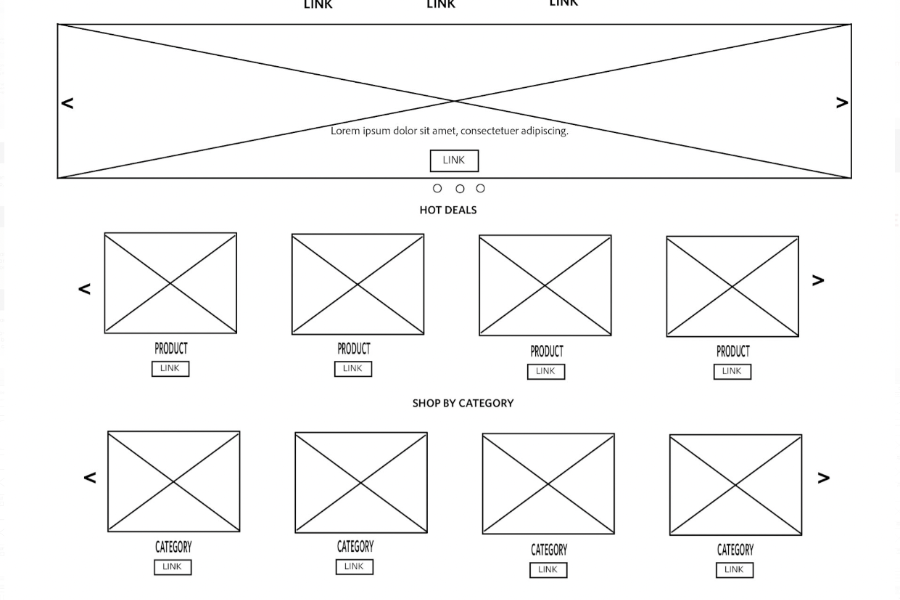 LINK LINK LINK
< >
Lorem ipsum dolor sit amet, consectetuer adipiscing.
LINK
HOT DEALS
< >
PRODUCT PRODUCT PRODUCT PRODUCT
LINK LINK LINK LINK
SHOP BY CATEGORY
< >
CATEGORY CATEGORY CATEGORY CATEGORY
LINK LINK LINK LINK